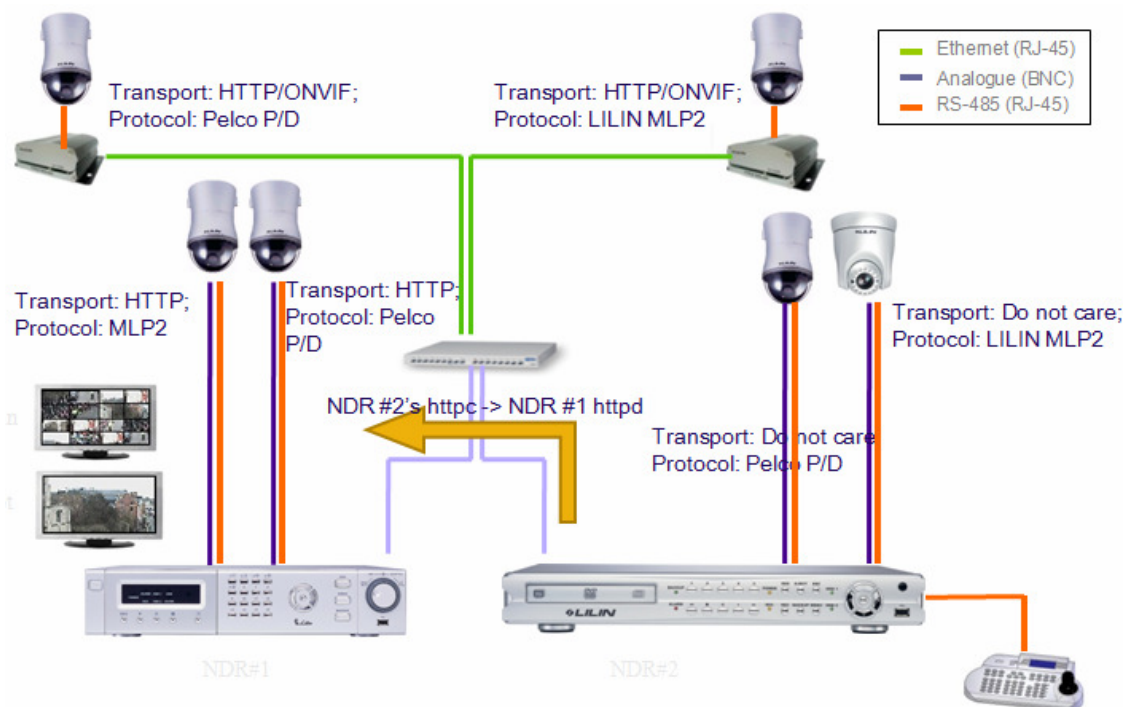 Ethernet (RJ-45)
Analogue (BNC)
RS-485 (RJ-45)
Transport: HTTP/ONVIF;
Protocol: Pelco P/D
Transport: HTTP/ONVIF;
Protocol: LILIN MLP2
Transport: HTTP;
Protocol: MLP2
Transport: HTTP;
Protocol: Pelco
P/D
Transport: Do not care;
Protocol: LILIN MLP2
NDR #2's httpc -> NDR #1 httpd
Transport: Do not care
Protocol: Pelco P/D
n
t
LILIN
NDR#1
NDR#2